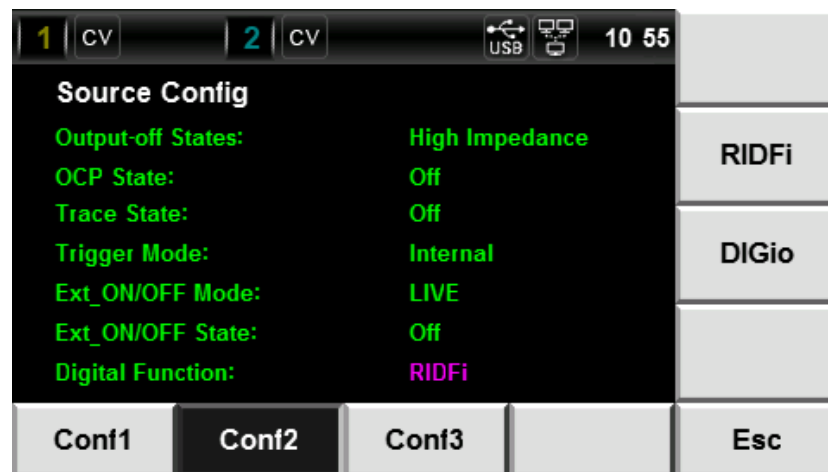 1 CV 2 CV USB 10 55
Source Config
Output-off States: High Impedance
OCP State: Off
Trace State: Off
Trigger Mode: Internal
Ext_ON/OFF Mode: LIVE
Ext_ON/OFF State: Off
Digital Function: RIDFi
RIDFi
DIGio
Conf1 Conf2 Conf3 Esc